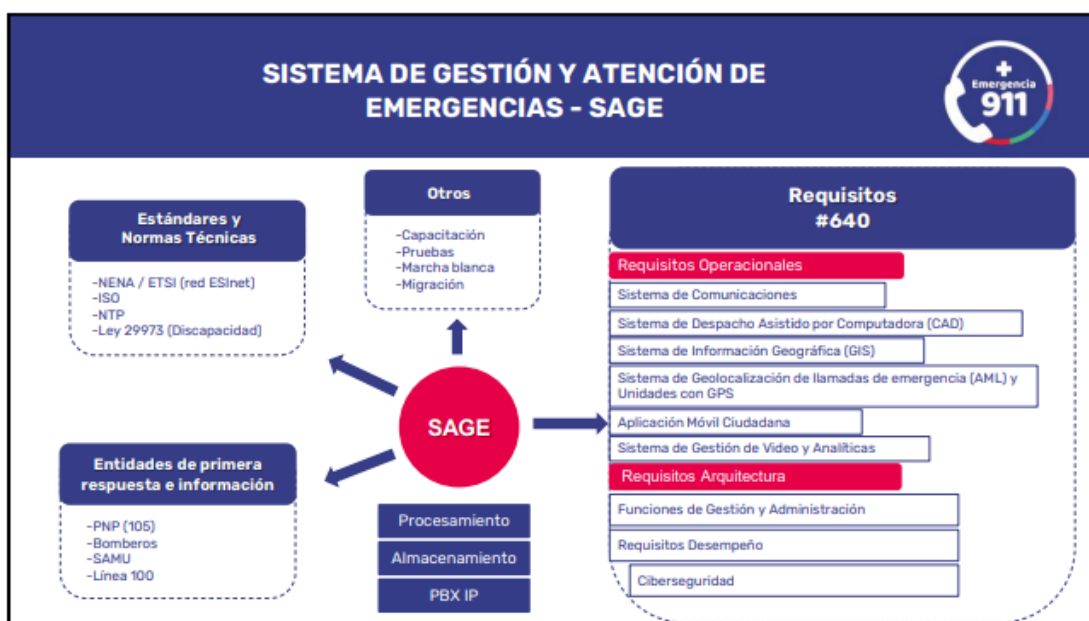 SISTEMA DE GESTIÓN Y ATENCIÓN DE
EMERGENCIAS - SAGE
Emergencia
911
Estándares y
Normas Técnicas
-NENA / ETSI (red ESInet)
-ISO
-NTP
-Ley 29973 (Discapacidad)
Otros
-Capacitación
-Pruebas
-Marcha blanca
-Migración
SAGE
Entidades de primera
respuesta e información
-PNP (105)
-Bomberos
-SAMU
-Línea 100
Procesamiento
Almacenamiento
PBX IP
Requisitos
#640
Requisitos Operacionales
Sistema de Comunicaciones
Sistema de Despacho Asistido por Computadora (CAD)
Sistema de Información Geográfica (GIS)
Sistema de Geolocalización de llamadas de emergencia (AML) y
Unidades con GPS
Aplicación Móvil Ciudadana
Sistema de Gestión de Video y Analíticas
Requisitos Arquitectura
Funciones de Gestión y Administración
Requisitos Desempeño
Ciberseguridad